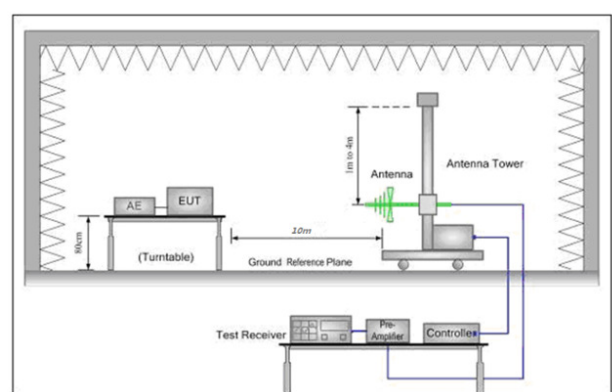 1m to 4m
Antenna
Antenna Tower
AE
EUT
80cm
(Turntable)
10m
Ground Reference Plane
Test Receiver
Pre-
Amplifier
Controller